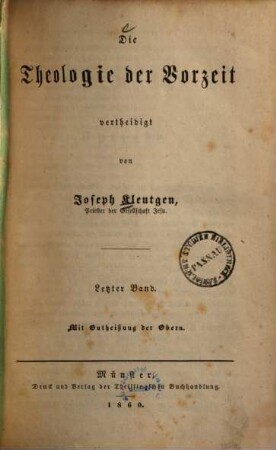 Die
Theologie der Vorzeit
vertheidigt
von
Joseph Kleutgen,
Priester der Gesellschaft Jesu.
Letzter Band.
Mit Gutheißung der Obern.
Münster,
Druck und Verlag der Theissing'schen Buchhandlung.
1860.
PASSAU